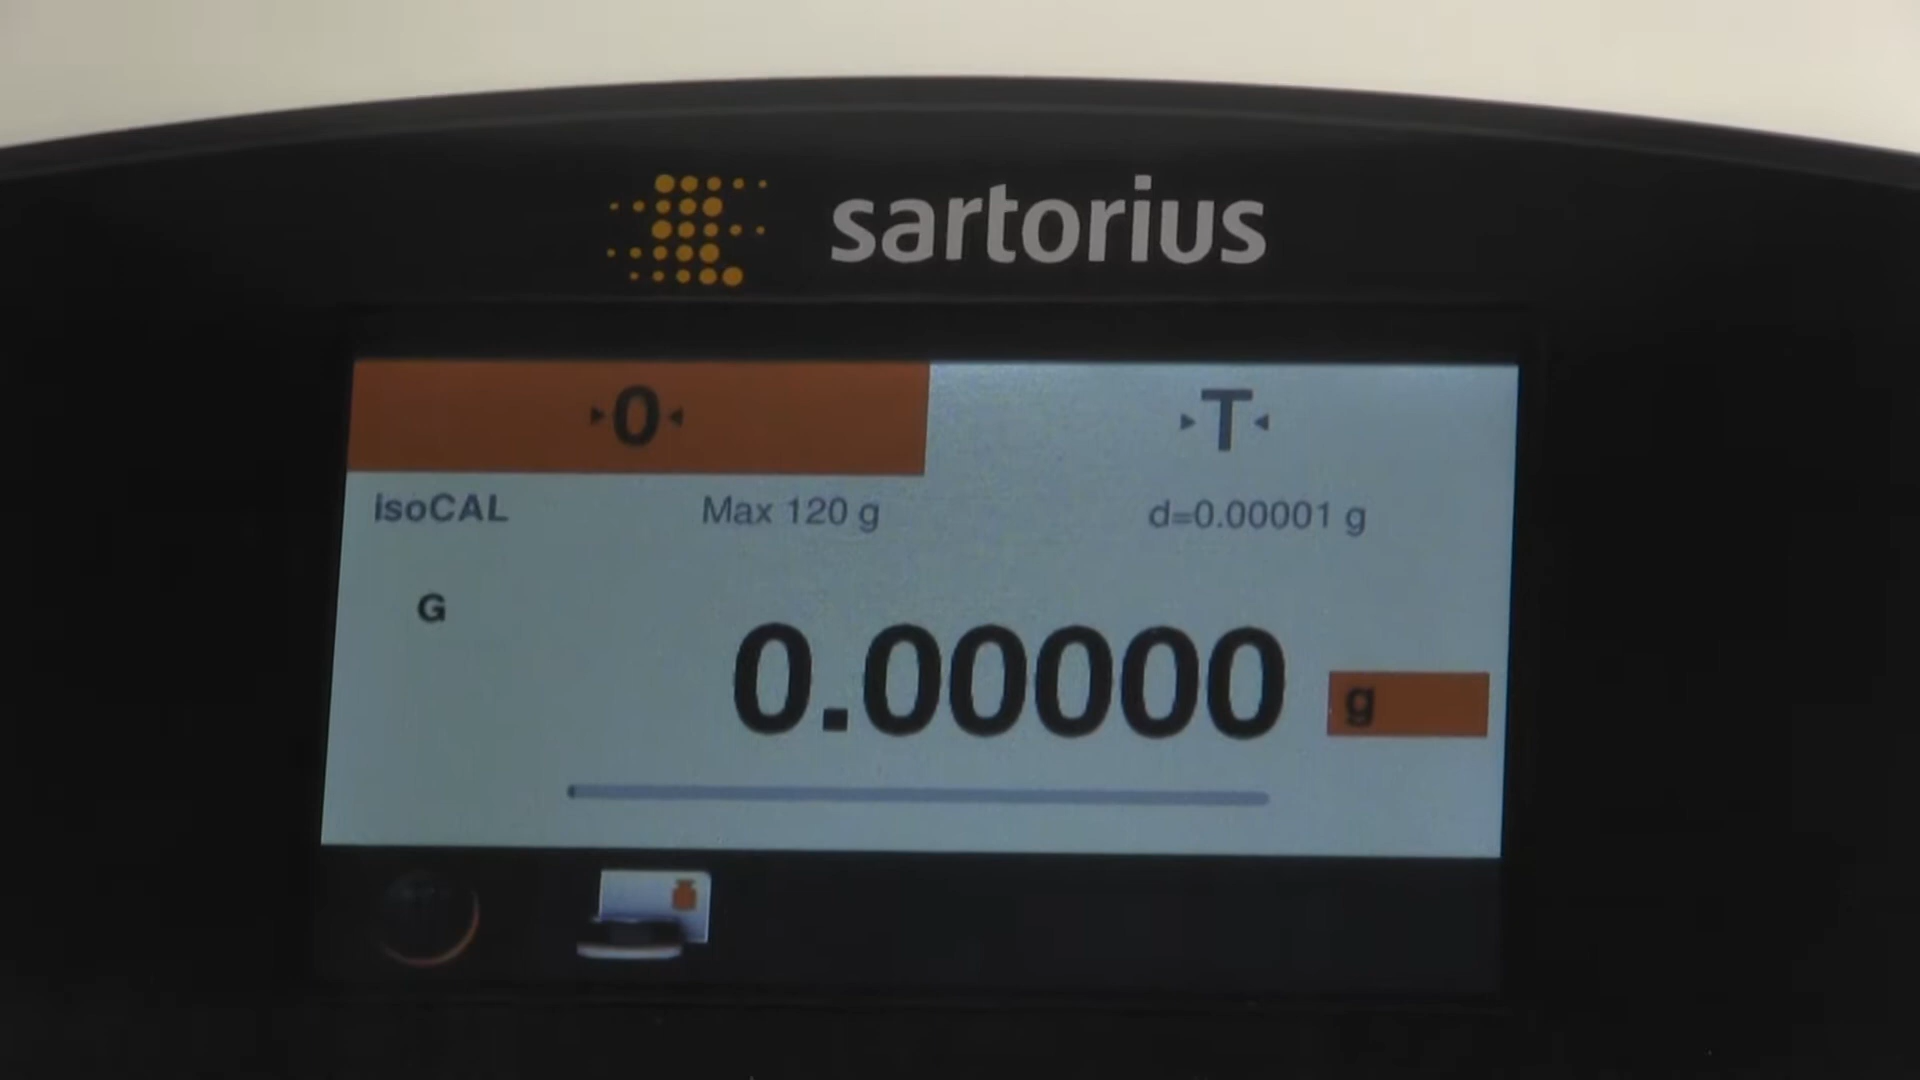 sartorius
0 T
isoCAL Max 120 g d=0.00001 g
G
0.00000 g